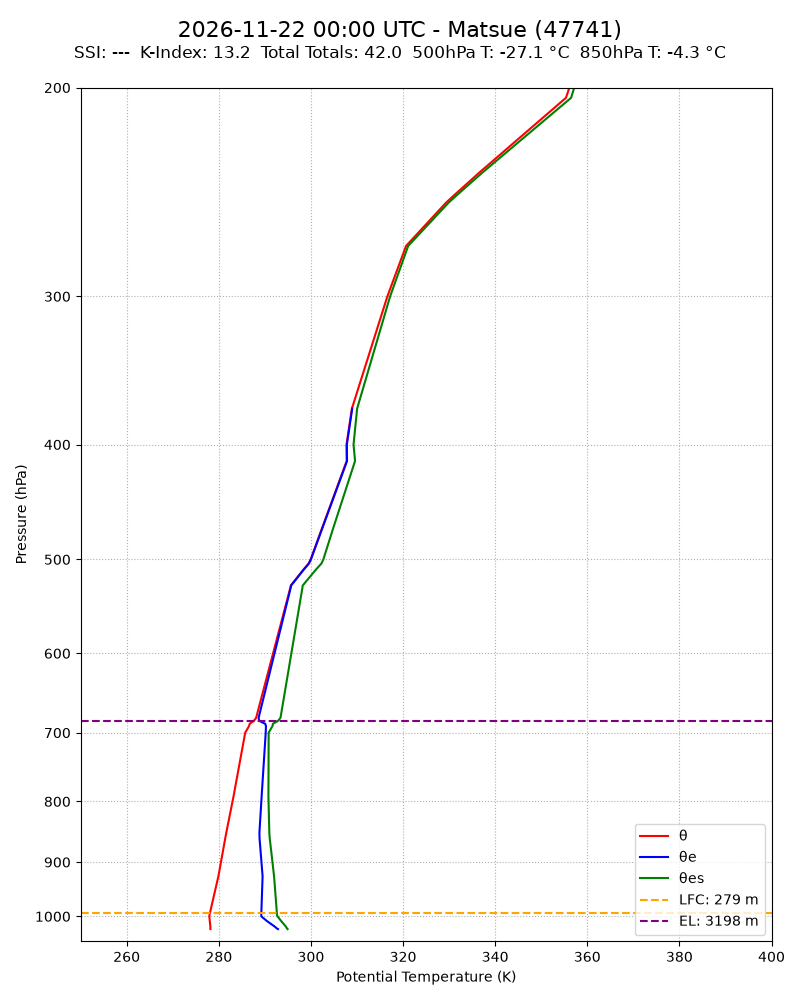 2026-11-22 00:00 UTC - Matsue (47741)
SSI: --- K-Index: 13.2 Total Totals: 42.0 500hPa T: -27.1 °C 850hPa T: -4.3 °C
200
300
400
500
600
700
800
900
1000
Pressure (hPa)
260 280 300 320 340 360 380 400
Potential Temperature (K)
θ
θe
θes
LFC: 279 m
EL: 3198 m